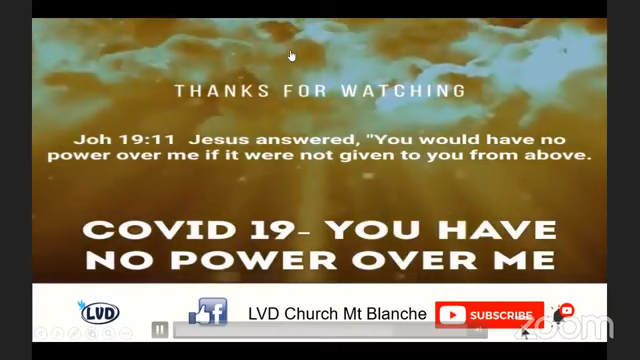 THANKS FOR WATCHING
Joh 19:11 Jesus answered, "You would have no
power over me if it were not given to you from above.
COVID 19- YOU HAVE
NO POWER OVER ME
LVD
LVD Church Mt Blanche
SUBSCRIBE
zoom